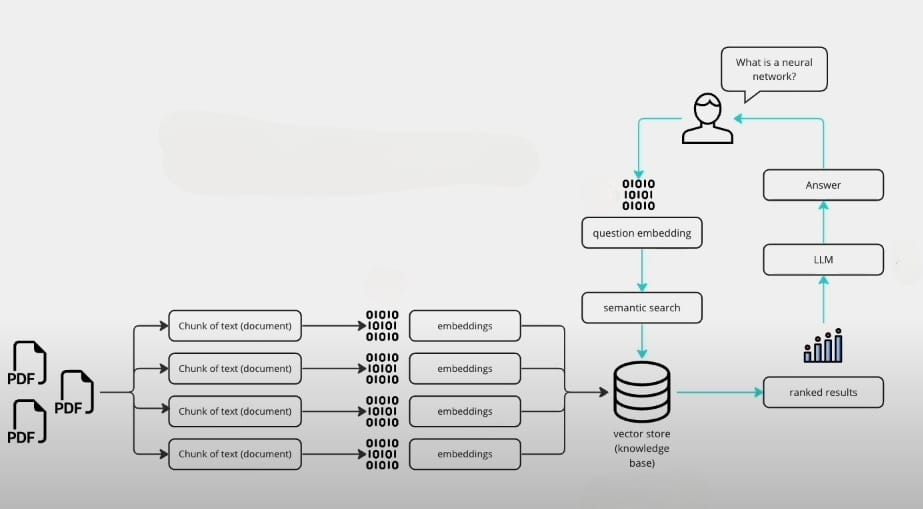 What is a neural
network?
01010
10101
01010
question embedding
semantic search
Answer
LLM
ranked results
vector store
(knowledge
base)
PDF
PDF
PDF
Chunk of text (document)
01010
10101
01010
embeddings
Chunk of text (document)
01010
10101
01010
embeddings
Chunk of text (document)
01010
10101
01010
embeddings
Chunk of text (document)
01010
10101
01010
embeddings